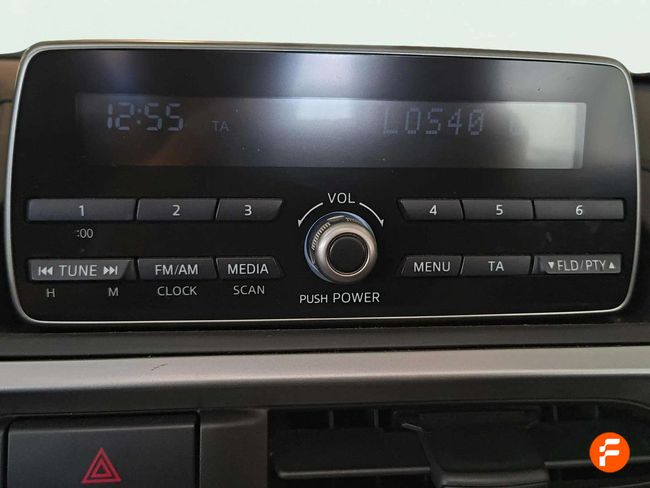 12:55 TA LOS40
VOL
1 2 3 4 5 6
:00
⏮ TUNE ⏭ FM/AM MEDIA MENU TA ▼FLD/PTY▲
H M CLOCK SCAN PUSH POWER